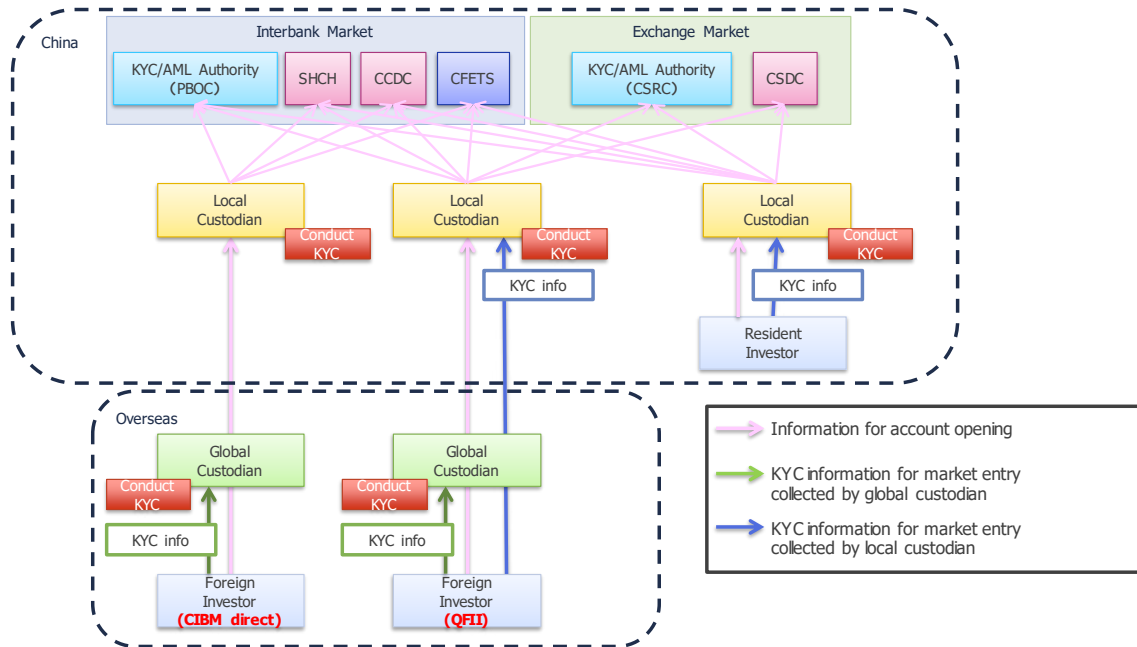 China
Interbank Market
Exchange Market
KYC/AML Authority
(PBOC)
SHCH
CCDC
CFETS
KYC/AML Authority
(CSRC)
CSDC
Local
Custodian
Conduct
KYC
Local
Custodian
Conduct
KYC
KYC info
Local
Custodian
Conduct
KYC
KYC info
Resident
Investor
Overseas
Global
Custodian
Conduct
KYC
KYC info
Foreign
Investor
(CIBM direct)
Global
Custodian
Conduct
KYC
KYC info
Foreign
Investor
(QFII)
Information for account opening
KYC information for market entry
collected by global custodian
KYC information for market entry
collected by local custodian